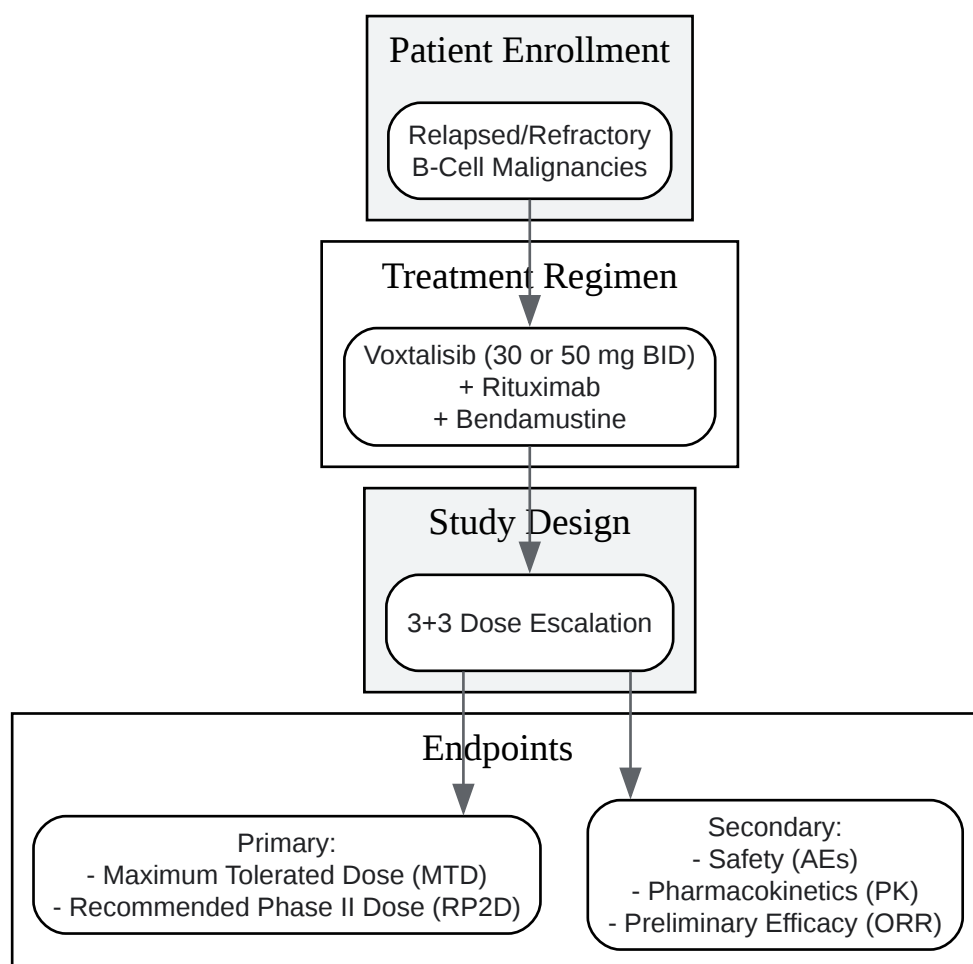 Patient Enrollment
Relapsed/Refractory
B-Cell Malignancies
Treatment Regimen
Voxtalisib (30 or 50 mg BID)
+ Rituximab
+ Bendamustine
Study Design
3+3 Dose Escalation
Endpoints
Primary:
- Maximum Tolerated Dose (MTD)
- Recommended Phase II Dose (RP2D)
Secondary:
- Safety (AEs)
- Pharmacokinetics (PK)
- Preliminary Efficacy (ORR)